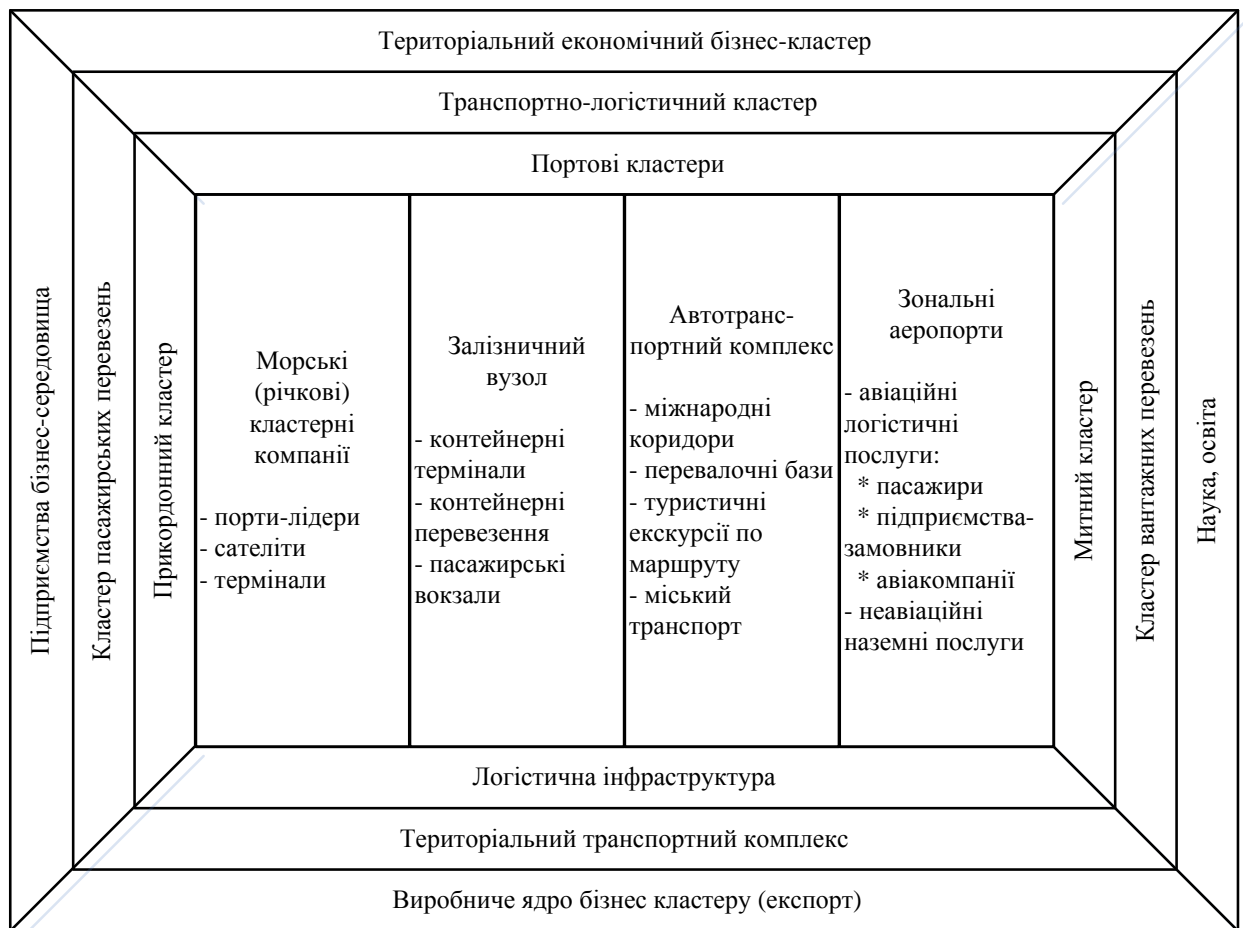 Територіальний економічний бізнес-кластер
Транспортно-логістичний кластер
Портові кластери
Підприємства бізнес-середовища
Кластер пасажирських перевезень
Прикордонний кластер
Морські
(річкові)
кластерні
компанії
- порти-лідери
- сателіти
- термінали
Залізничний
вузол
- контейнерні
термінали
- контейнерні
перевезення
- пасажирські
вокзали
Автотранс-
портний комплекс
- міжнародні
коридори
- перевалочні бази
- туристичні
екскурсії по
маршруту
- міський
транспорт
Зональні
аеропорти
- авіаційні
логістичні
послуги:
* пасажири
* підприємства-
замовники
* авіакомпанії
- неавіаційні
наземні послуги
Митний кластер
Кластер вантажних перевезень
Наука, освіта
Логістична інфраструктура
Територіальний транспортний комплекс
Виробниче ядро бізнес кластеру (експорт)